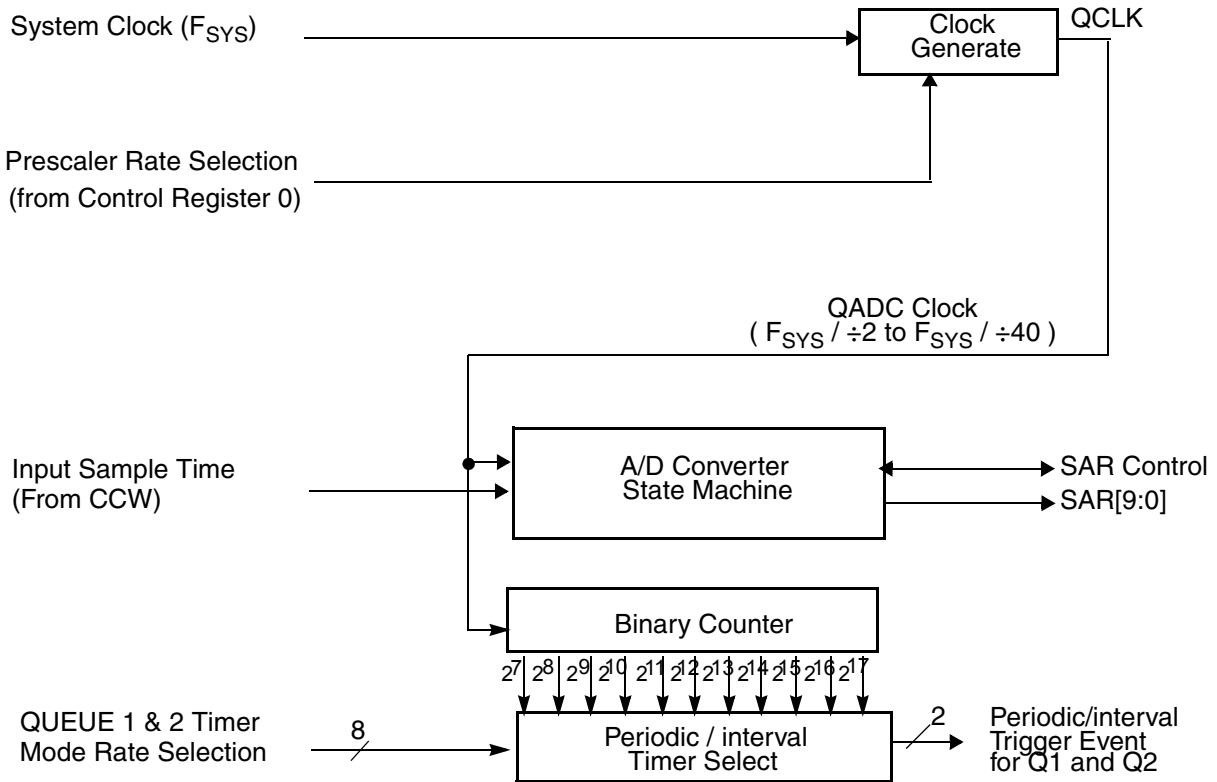 System Clock (F_SYS)
Clock
Generate
QCLK
Prescaler Rate Selection
(from Control Register 0)
QADC Clock
( F_SYS / ÷2 to F_SYS / ÷40 )
Input Sample Time
(From CCW)
A/D Converter
State Machine
SAR Control
SAR[9:0]
Binary Counter
2^7 2^8 2^9 2^10 2^11 2^12 2^13 2^14 2^15 2^16 2^17
QUEUE 1 & 2 Timer
Mode Rate Selection
8
Periodic / interval
Timer Select
2
Periodic/interval
Trigger Event
for Q1 and Q2